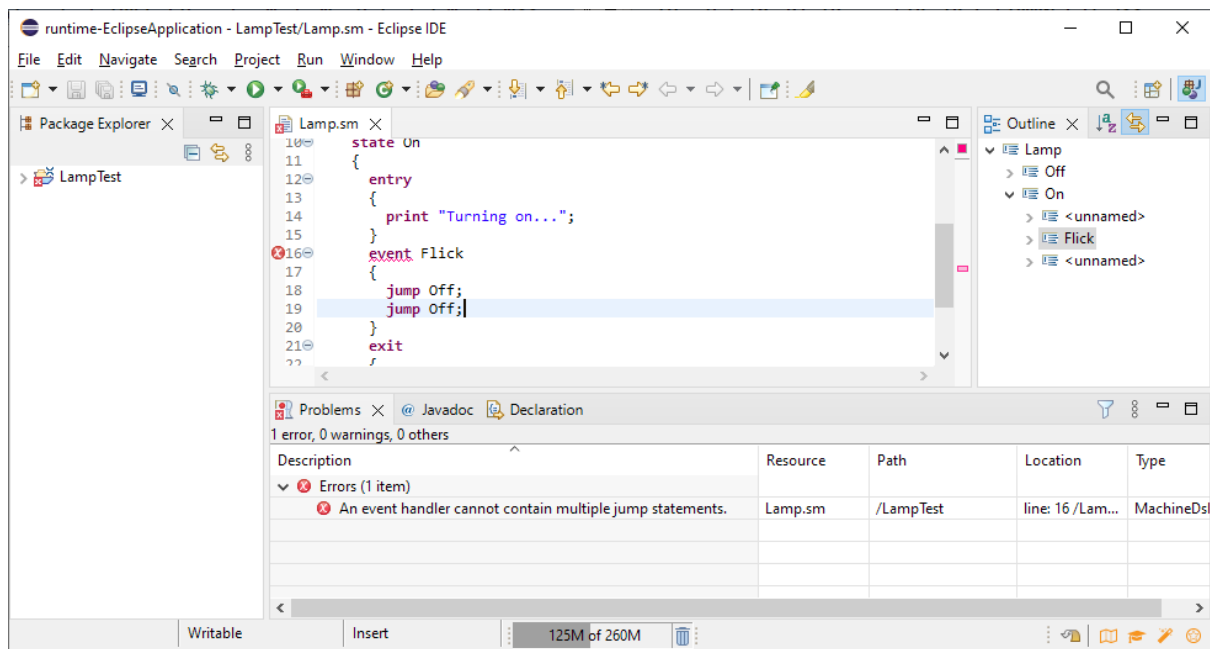 runtime-EclipseApplication - LampTest/Lamp.sm - Eclipse IDE
File Edit Navigate Search Project Run Window Help
Package Explorer
LampTest
Lamp.sm
10 state On
11 {
12 entry
13 {
14 print "Turning on...";
15 }
16 event Flick
17 {
18 jump Off;
19 jump Off;
20 }
21 exit
22 {
Outline
Lamp
Off
On
<unnamed>
Flick
<unnamed>
Problems @ Javadoc Declaration
1 error, 0 warnings, 0 others
Description Resource Path Location Type
Errors (1 item)
An event handler cannot contain multiple jump statements. Lamp.sm /LampTest line: 16 /Lam... MachineDsl
Writable Insert 125M of 260M